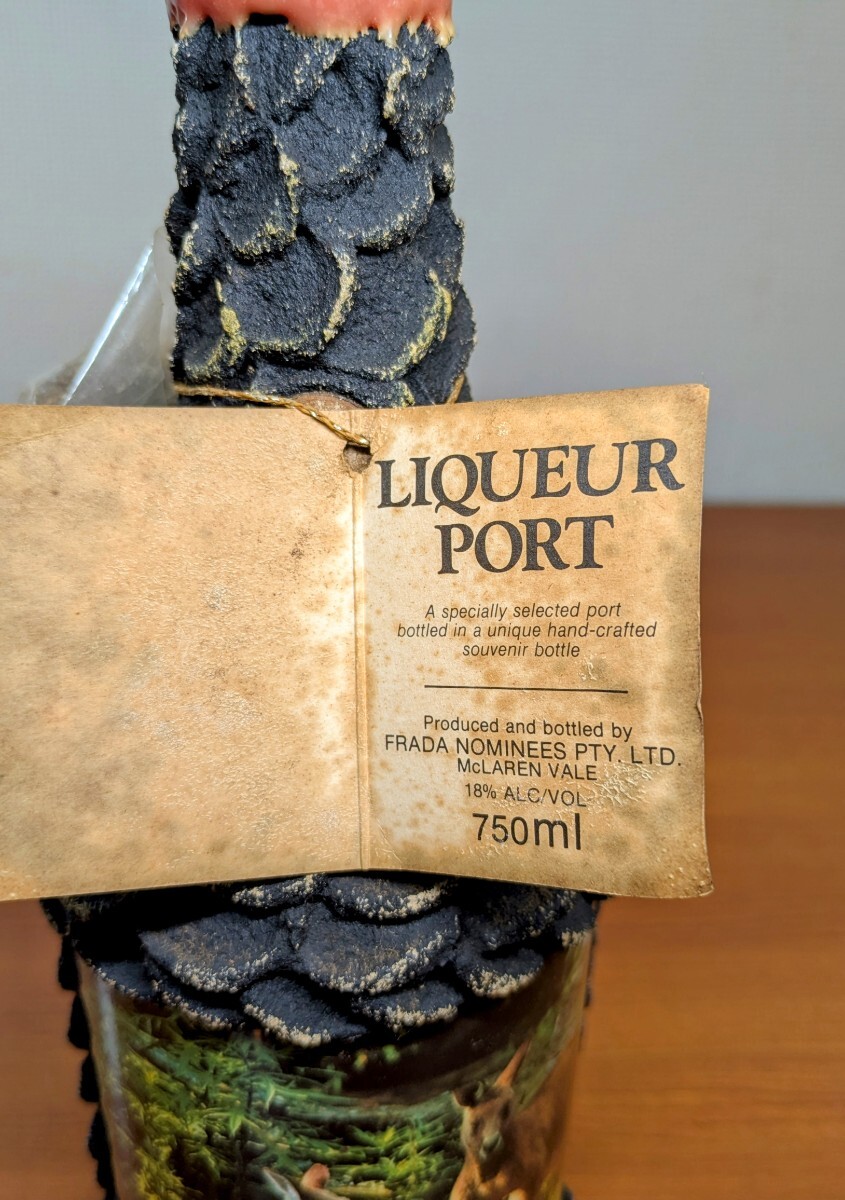 LIQUEUR
PORT
A specially selected port
bottled in a unique hand-crafted
souvenir bottle
Produced and bottled by
FRADA NOMINEES PTY. LTD.
McLAREN VALE
18% ALC/VOL
750ml